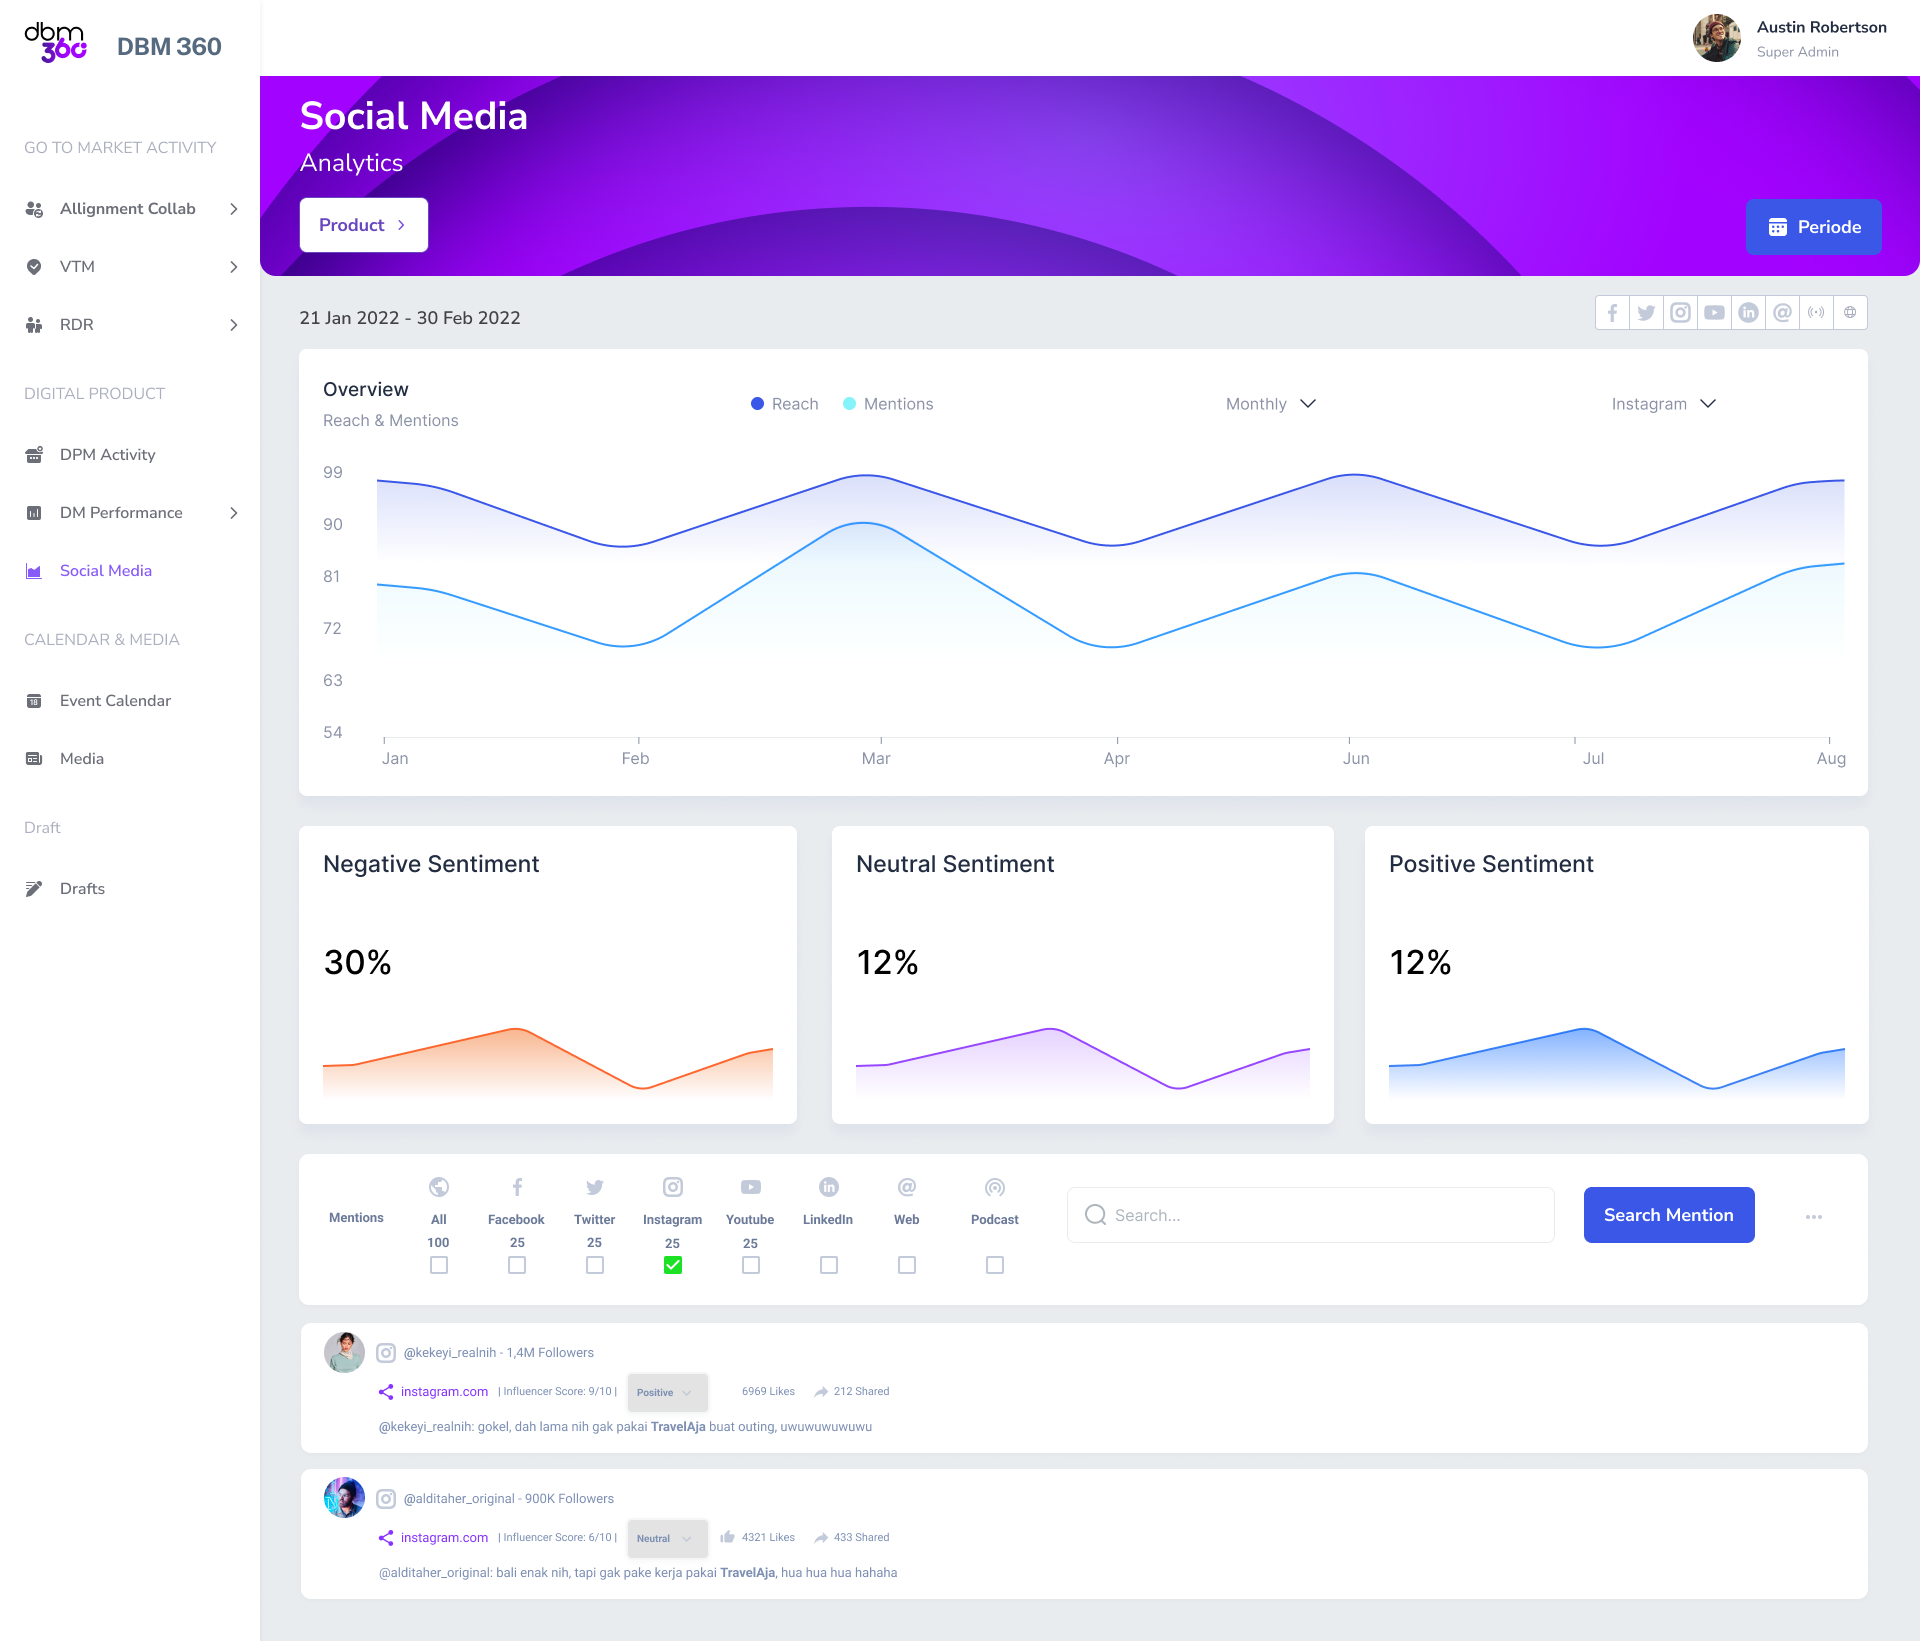 dbm
360
DBM 360
Austin Robertson
Super Admin
GO TO MARKET ACTIVITY
Allignment Collab
VTM
RDR
DIGITAL PRODUCT
DPM Activity
DM Performance
Social Media
CALENDAR & MEDIA
18
Event Calendar
Media
Draft
Drafts
Social Media
Analytics
Product
Periode
21 Jan 2022 - 30 Feb 2022
Overview
Reach & Mentions
Reach
Mentions
Monthly
Instagram
99
90
81
72
63
54
Jan
Feb
Mar
Apr
Jun
Jul
Aug
Negative Sentiment
30%
Neutral Sentiment
12%
Positive Sentiment
12%
Mentions
All
Facebook
Twitter
Instagram
Youtube
LinkedIn
Web
Podcast
100
25
25
25
25
Search...
Search Mention
@kekeyi_realnih - 1,4M Followers
instagram.com | Influencer Score: 9/10 | Positive 6969 Likes 212 Shared
@kekeyi_realnih: gokel, dah lama nih gak pakai TravelAja buat outing, uwuwuwuwuwu
@alditaher_original - 900K Followers
instagram.com | Influencer Score: 6/10 | Neutral 4321 Likes 433 Shared
@alditaher_original: bali enak nih, tapi gak pake kerja pakai TravelAja, hua hua hua hahaha